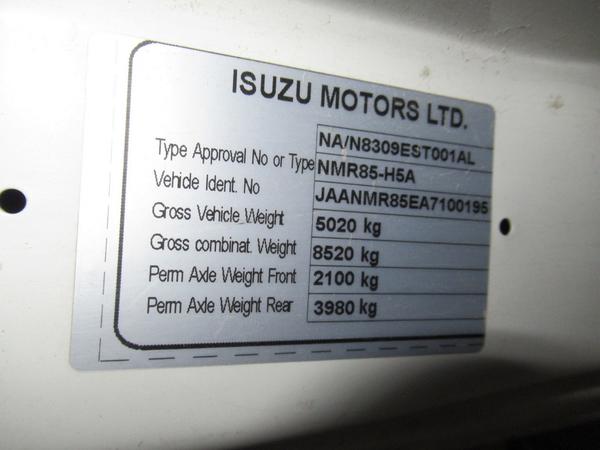 ISUZU MOTORS LTD.
NA/N8309EST001AL
Type Approval No or Type NMR85-H5A
Vehicle Ident. No JAANMR85EA7100195
Gross Vehicle Weight 5020 kg
Gross combinat. Weight 8520 kg
Perm Axle Weight Front 2100 kg
Perm Axle Weight Rear 3980 kg